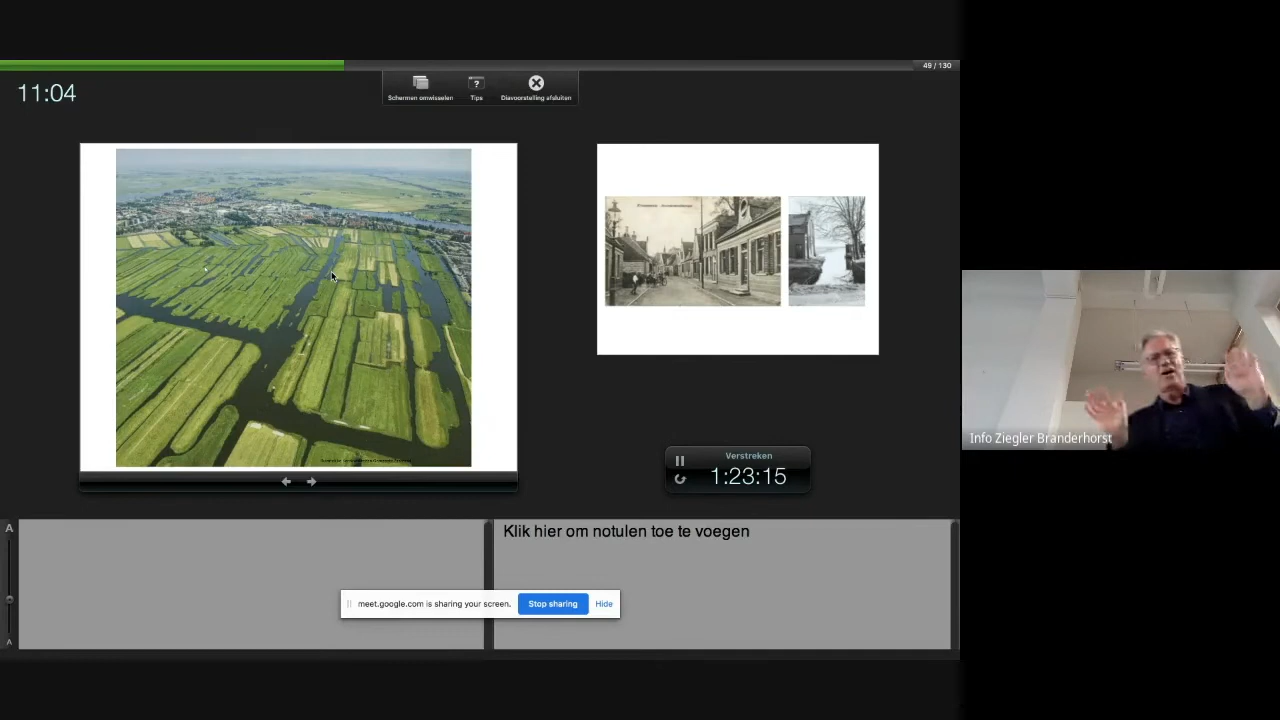 49 / 130
11:04
Schermen omwisselen
Tips
Diavoorstelling afsluiten
Info Ziegler Branderhorst
Verstreken
1:23:15
A
Klik hier om notulen toe te voegen
meet.google.com is sharing your screen.
Stop sharing
Hide
A